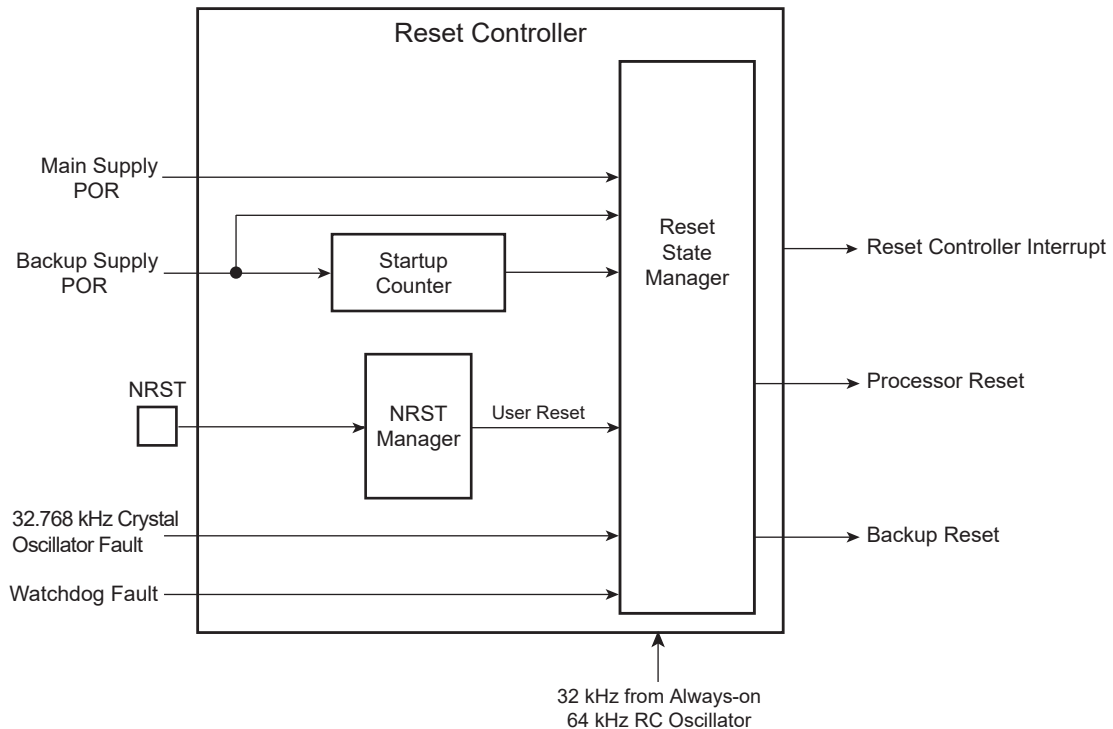 Reset Controller
Main Supply
POR
Backup Supply
POR
Startup
Counter
Reset
State
Manager
Reset Controller Interrupt
Processor Reset
NRST
NRST
Manager
User Reset
32.768 kHz Crystal
Oscillator Fault
Backup Reset
Watchdog Fault
32 kHz from Always-on
64 kHz RC Oscillator